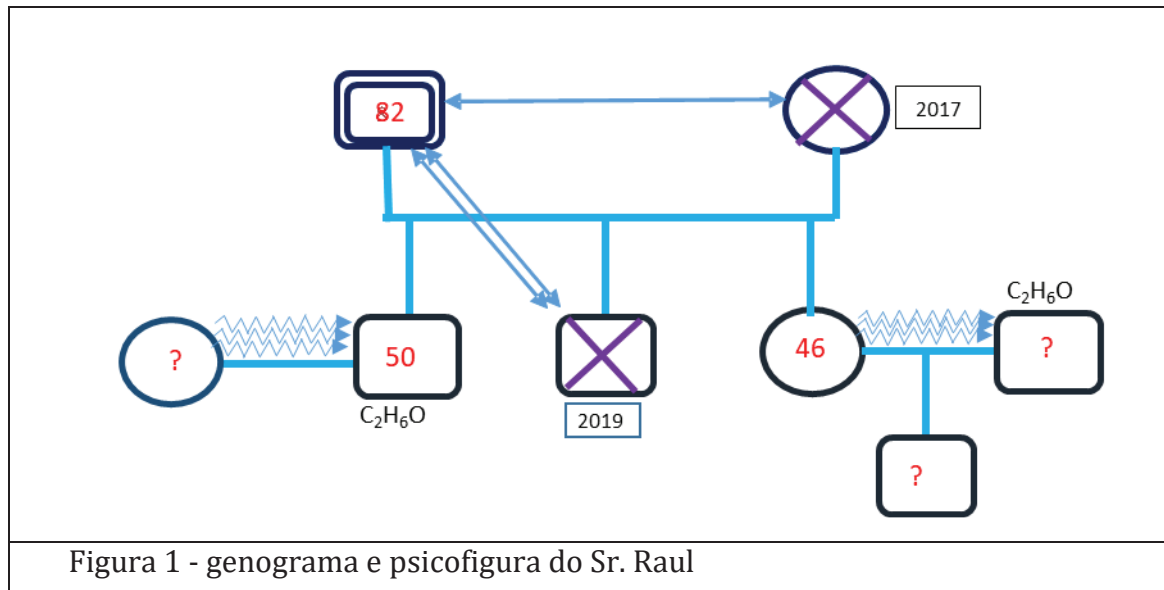 82
2017
?
50
C₂H₆O
2019
46
C₂H₆O
?
?
Figura 1 - genograma e psicofigura do Sr. Raul